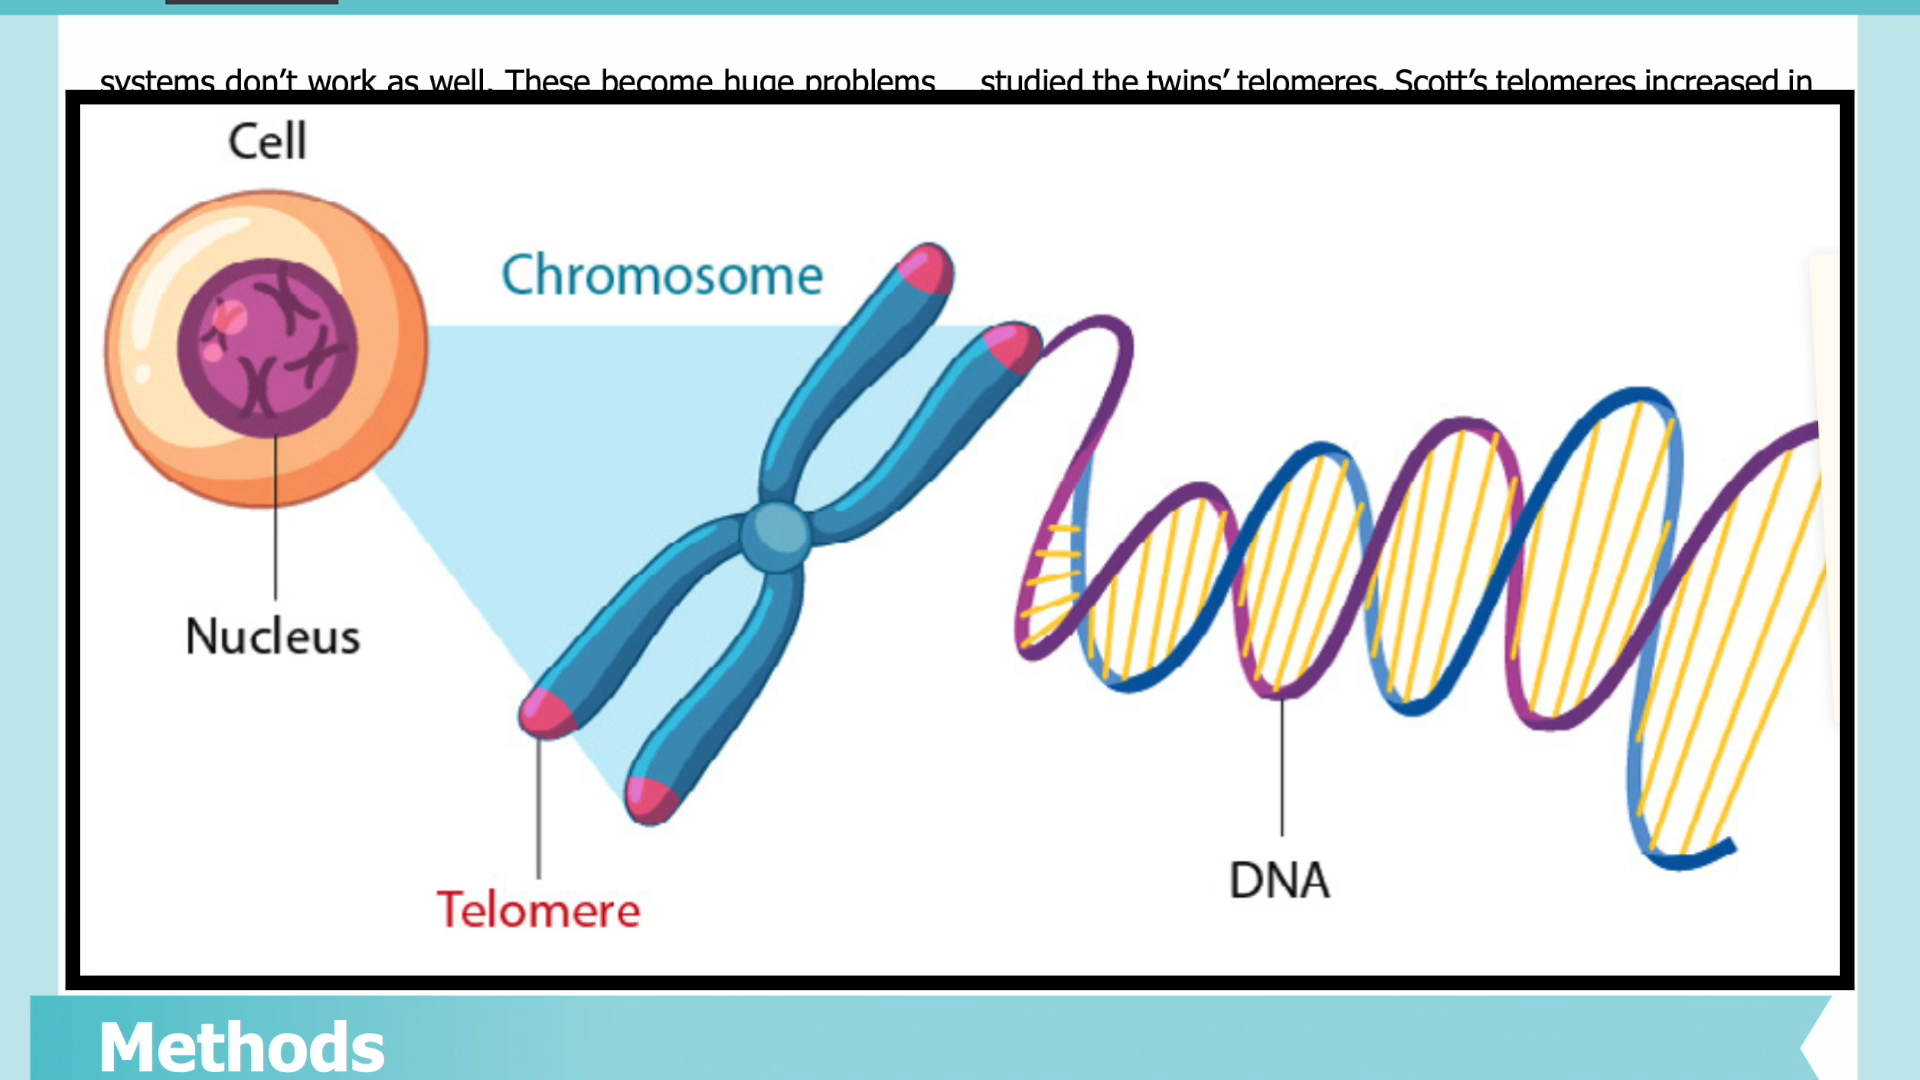 systems don't work as well. These become huge problems
studied the twins' telomeres. Scott's telomeres increased in
Cell
Chromosome
Nucleus
Telomere
DNA
Methods